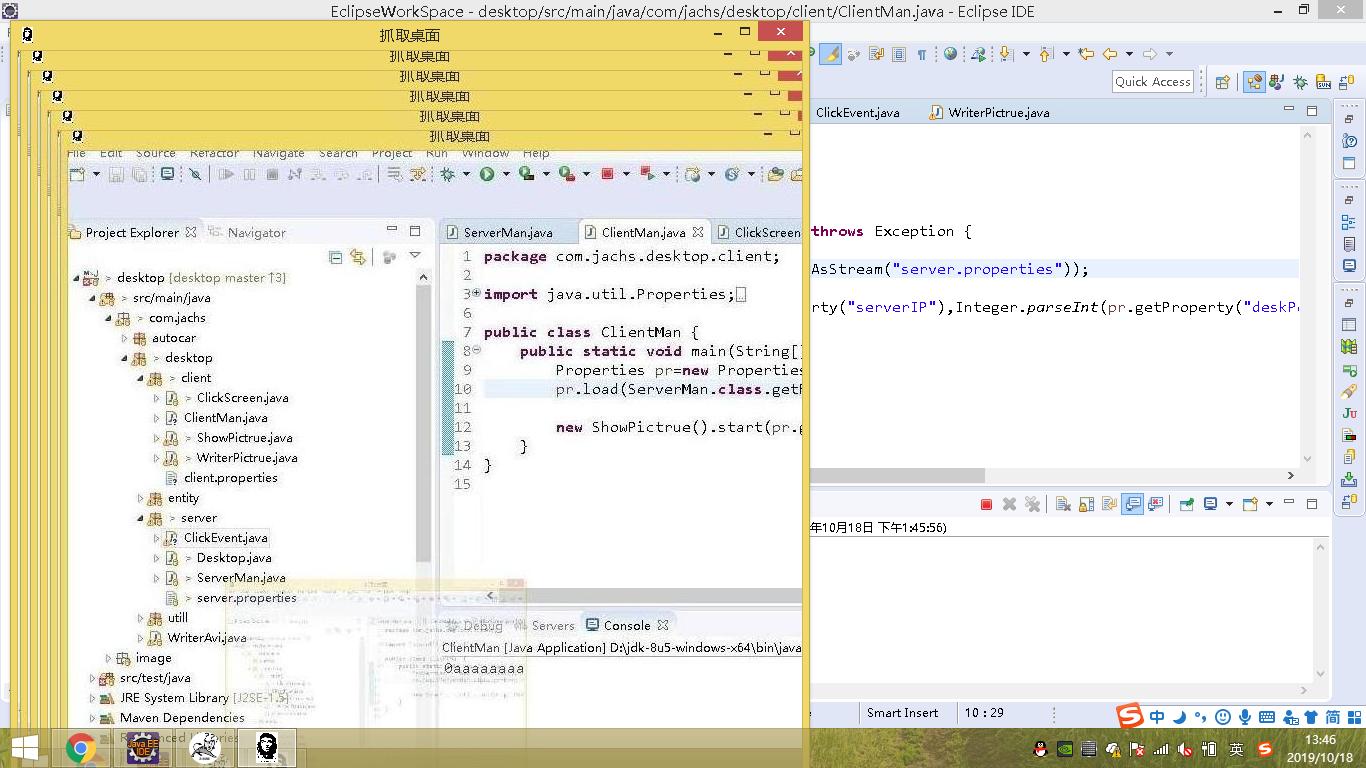 EclipseWorkSpace - desktop/src/main/java/com/jachs/desktop/client/ClientMan.java - Eclipse IDE
抓取桌面
抓取桌面
抓取桌面
抓取桌面
抓取桌面
抓取桌面
File Edit Source Refactor Navigate Search Project Run Window Help
Quick Access
ClickEvent.java
WriterPictrue.java
Project Explorer
Navigator
desktop [desktop master ↑3]
> src/main/java
> com.jachs
autocar
> desktop
> client
> ClickScreen.java
ClientMan.java
> ShowPictrue.java
> WriterPictrue.java
client.properties
entity
> server
ClickEvent.java
> Desktop.java
> ServerMan.java
> server.properties
utill
WriterAvi.java
image
src/test/java
JRE System Library [J2SE-1.5]
Maven Dependencies
ServerMan.java
ClientMan.java
ClickScreen
1 package com.jachs.desktop.client;
2
3 import java.util.Properties;
6
7 public class ClientMan {
8 public static void main(String[]
throws Exception {
9 Properties pr=new Properties
10 pr.load(ServerMan.class.get
AsStream("server.properties"));
11
12 new ShowPictrue().start(pr.g
rty("serverIP"),Integer.parseInt(pr.getProperty("deskP
13 }
14 }
15
Debug
Servers
Console
ClientMan [Java Application] D:\jdk-8u5-windows-x64\bin\java
年10月18日 下午1:45:56)
0aaaaaaaa
Smart Insert
10 : 29
中
简
Java EE
IDE
英
13:46
2019/10/18